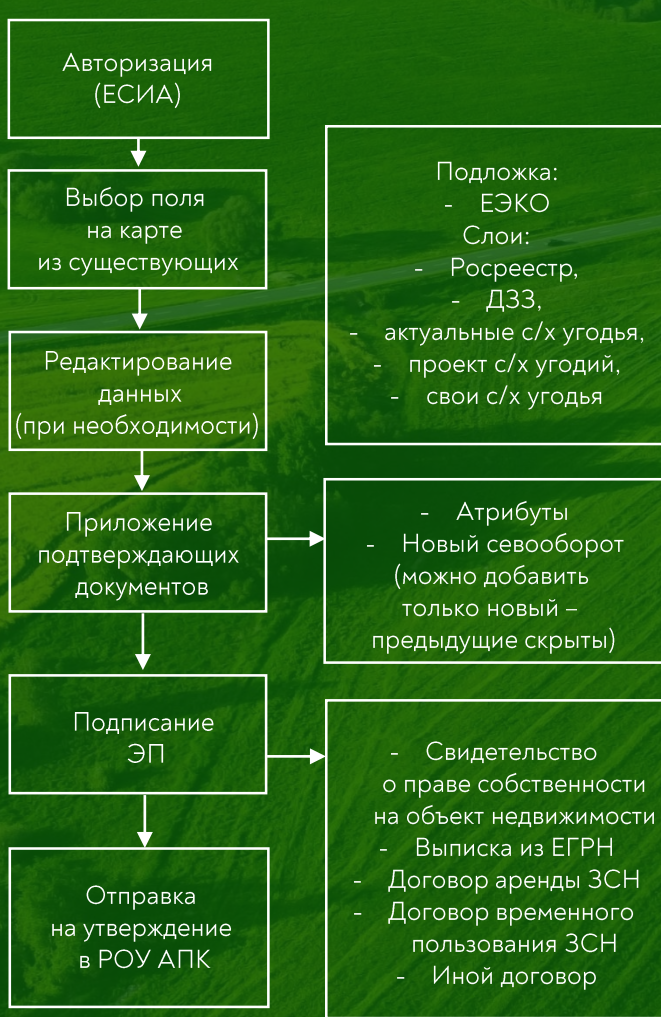 Авторизация
(ЕСИА)
Выбор поля
на карте
из существующих
Редактирование
данных
(при необходимости)
Приложение
подтверждающих
документов
Подписание
ЭП
Отправка
на утверждение
в РОУ АПК
Подложка:
- ЕЭКО
Слои:
- Росреестр,
- ДЗЗ,
- актуальные с/х угодья,
- проект с/х угодий,
- свои с/х угодья
- Атрибуты
- Новый севооборот
(можно добавить
только новый –
предыдущие скрыты)
- Свидетельство
о праве собственности
на объект недвижимости
- Выписка из ЕГРН
- Договор аренды ЗСН
- Договор временного
пользования ЗСН
- Иной договор